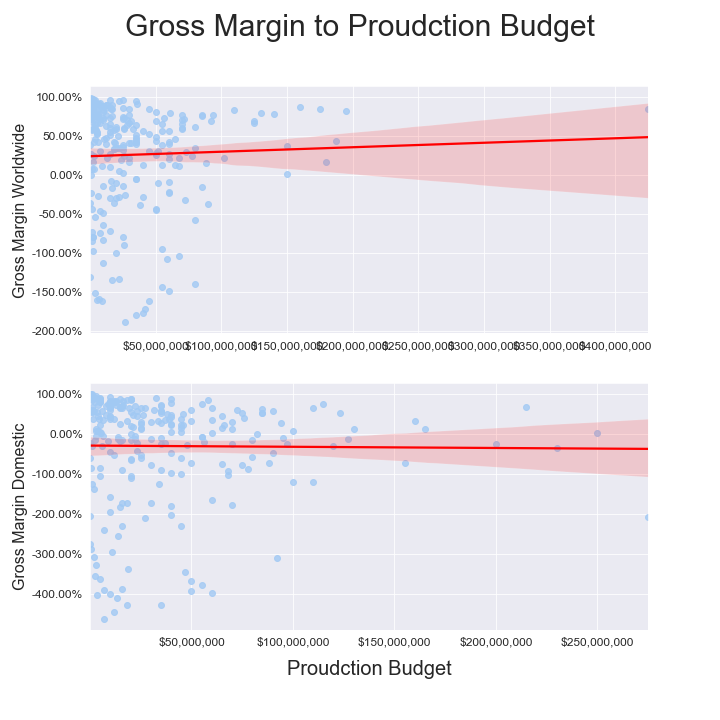 Gross Margin to Proudction Budget
Gross Margin Worldwide
100.00%
50.00%
0.00%
-50.00%
-100.00%
-150.00%
-200.00%
$50,000,000 $100,000,000 $150,000,000 $200,000,000 $250,000,000 $300,000,000 $350,000,000 $400,000,000
Gross Margin Domestic
100.00%
0.00%
-100.00%
-200.00%
-300.00%
-400.00%
$50,000,000 $100,000,000 $150,000,000 $200,000,000 $250,000,000
Proudction Budget